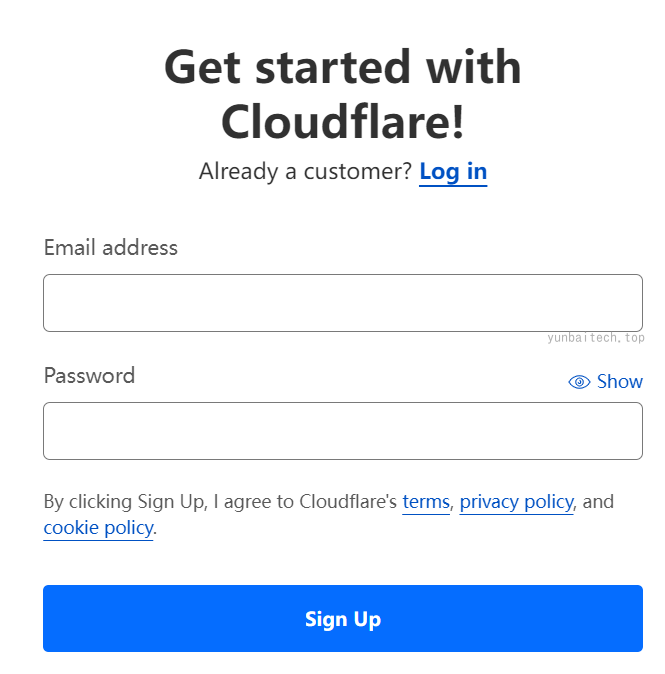 Get started with
Cloudflare!
Already a customer? Log in
Email address
yunbaitech.top
Password
Show
By clicking Sign Up, I agree to Cloudflare's terms, privacy policy, and
cookie policy.
Sign Up